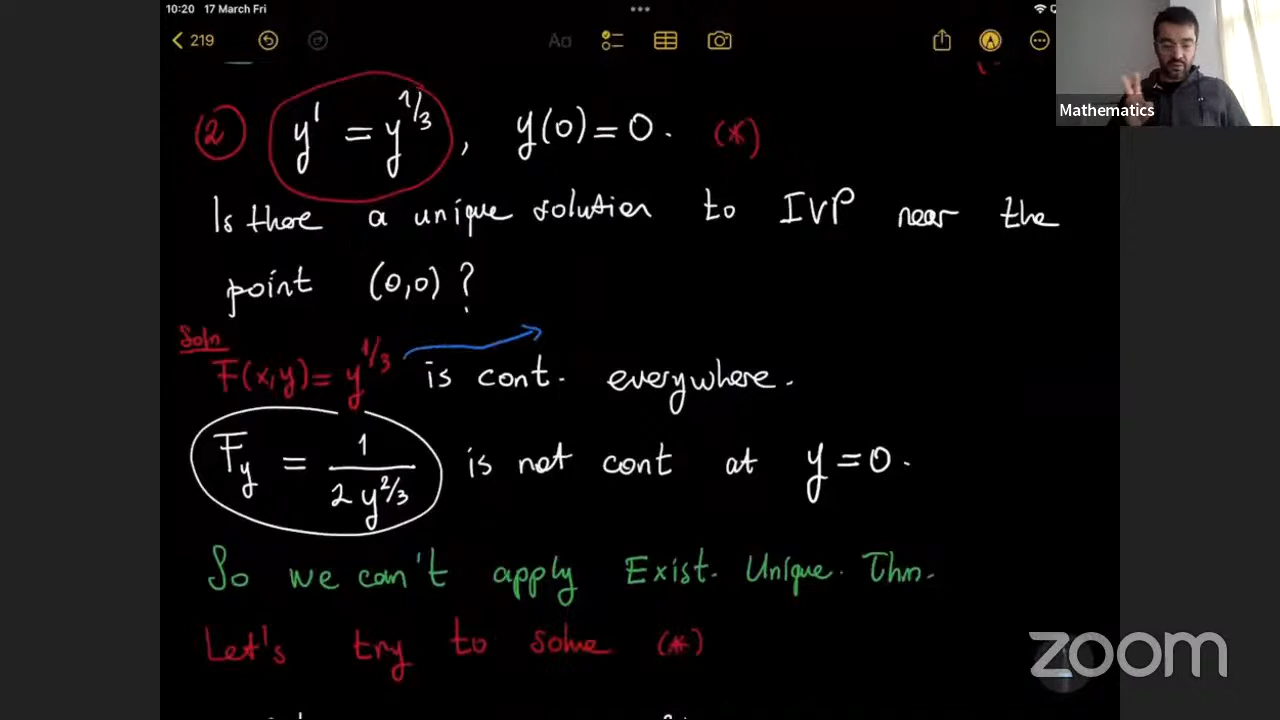 10:20 17 March Fri
219
Aa
Mathematics
(2) y' = y^{1/3}, y(0) = 0. (*)
Is there a unique solution to IVP near the
point (0,0) ?
Soln
F(x,y) = y^{1/3} is cont. everywhere.
F_y = 1/(2 y^{2/3}) is not cont at y = 0.
So we can't apply Exist. Unique. Thm.
Let's try to solve (*)
zoom